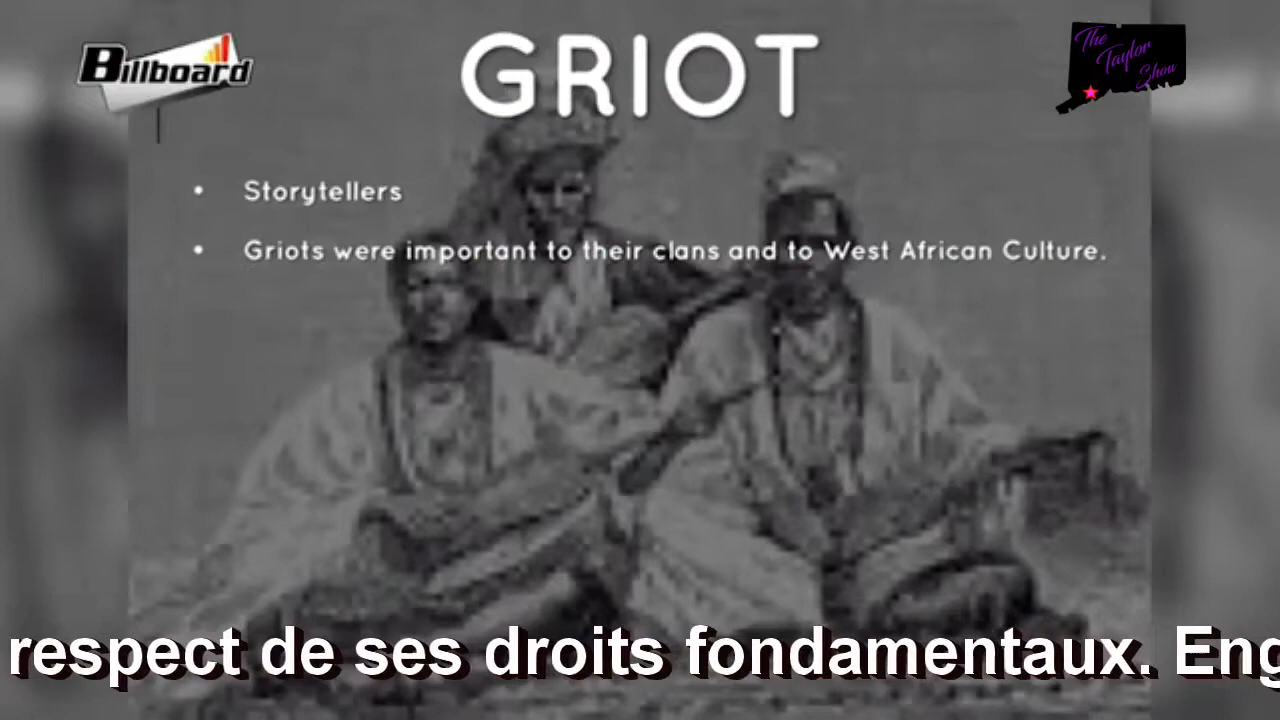 Billboard
GRIOT
The
Taylor
Show
• Storytellers
• Griots were important to their clans and to West African Culture.
respect de ses droits fondamentaux. Eng